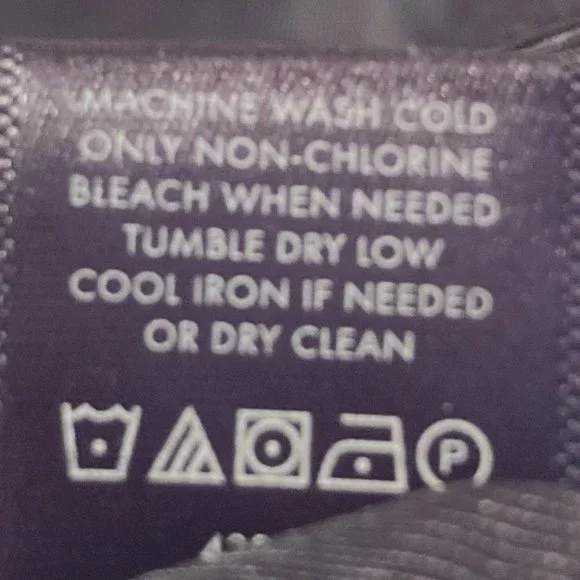 MACHINE WASH COLD
ONLY NON-CHLORINE
BLEACH WHEN NEEDED
TUMBLE DRY LOW
COOL IRON IF NEEDED
OR DRY CLEAN
P